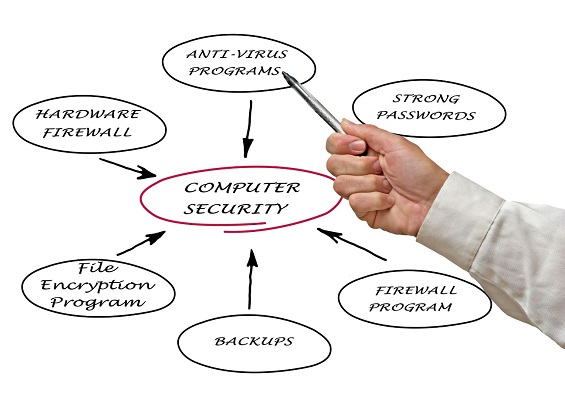 ANTI-VIRUS
PROGRAMS
STRONG
PASSWORDS
HARDWARE
FIREWALL
COMPUTER
SECURITY
File
Encryption
Program
FIREWALL
PROGRAM
BACKUPS